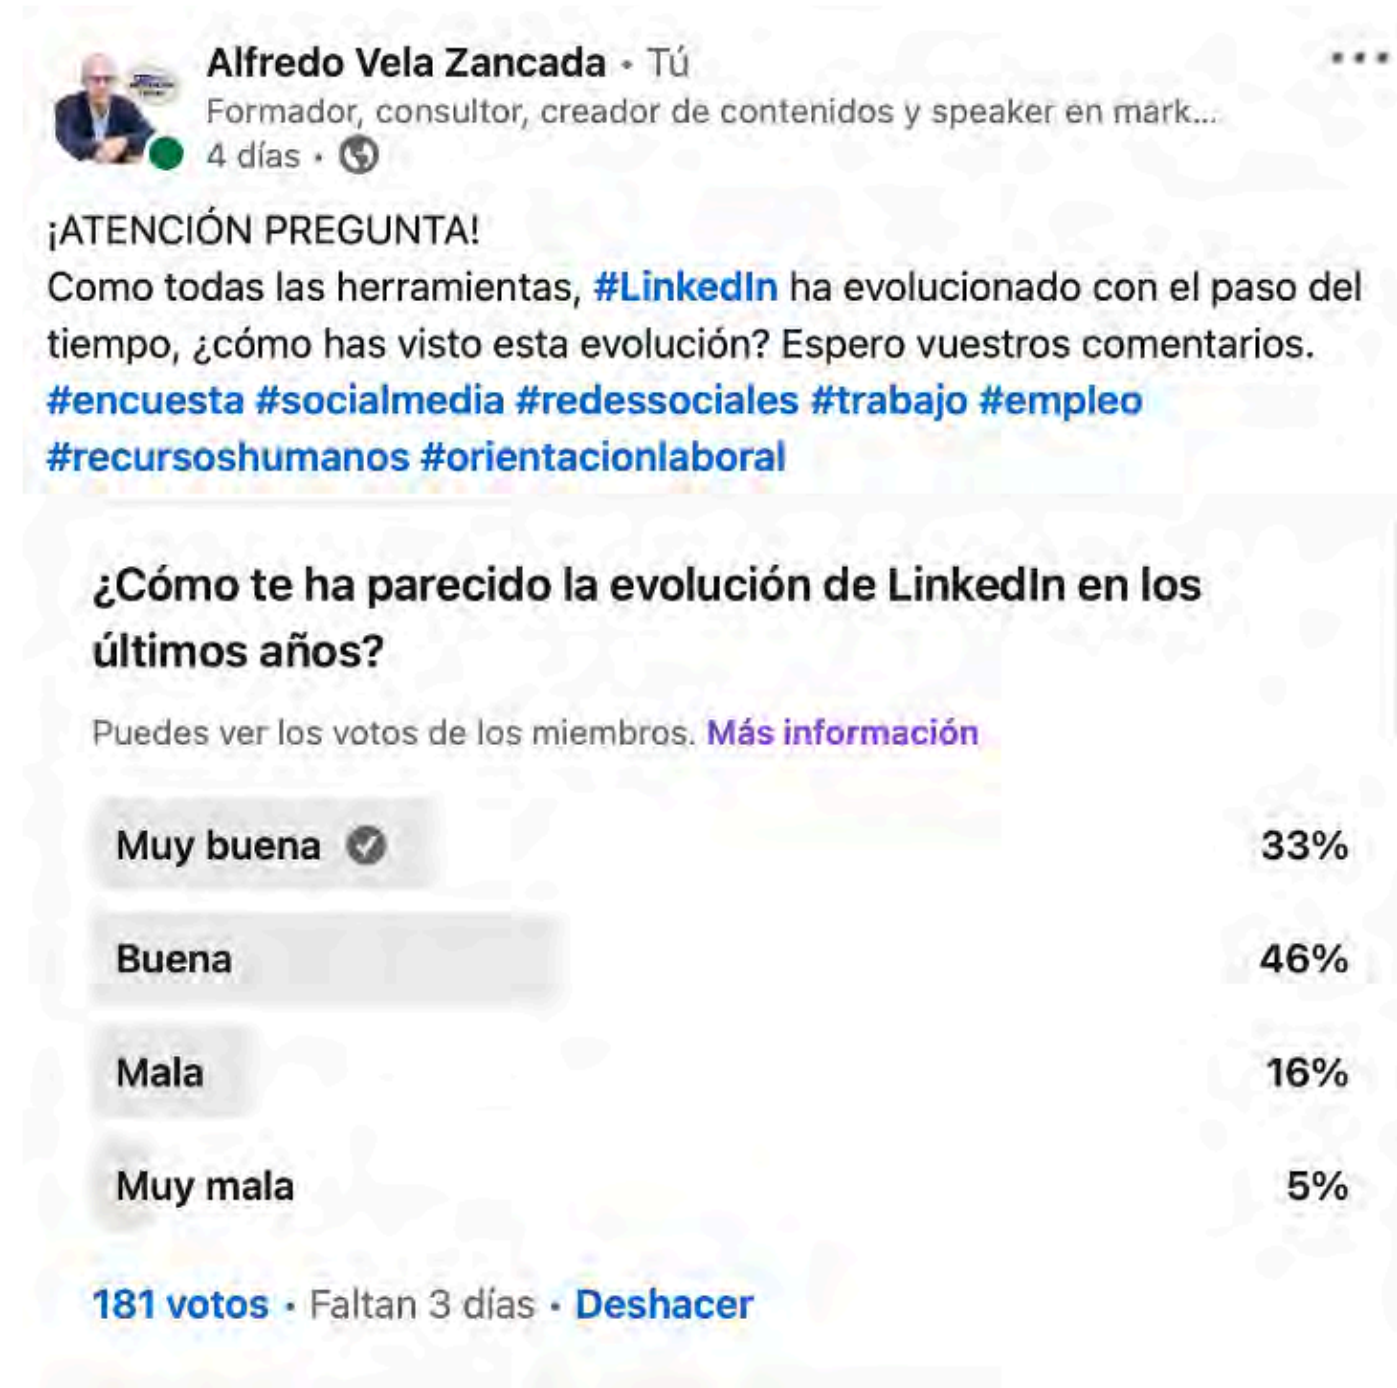 Alfredo Vela Zancada • Tú
Formador, consultor, creador de contenidos y speaker en mark...
4 días •
¡ATENCIÓN PREGUNTA!
Como todas las herramientas, #LinkedIn ha evolucionado con el paso del
tiempo, ¿cómo has visto esta evolución? Espero vuestros comentarios.
#encuesta #socialmedia #redessociales #trabajo #empleo
#recursoshumanos #orientacionlaboral
¿Cómo te ha parecido la evolución de LinkedIn en los
últimos años?
Puedes ver los votos de los miembros. Más información
Muy buena 33%
Buena 46%
Mala 16%
Muy mala 5%
181 votos • Faltan 3 días • Deshacer